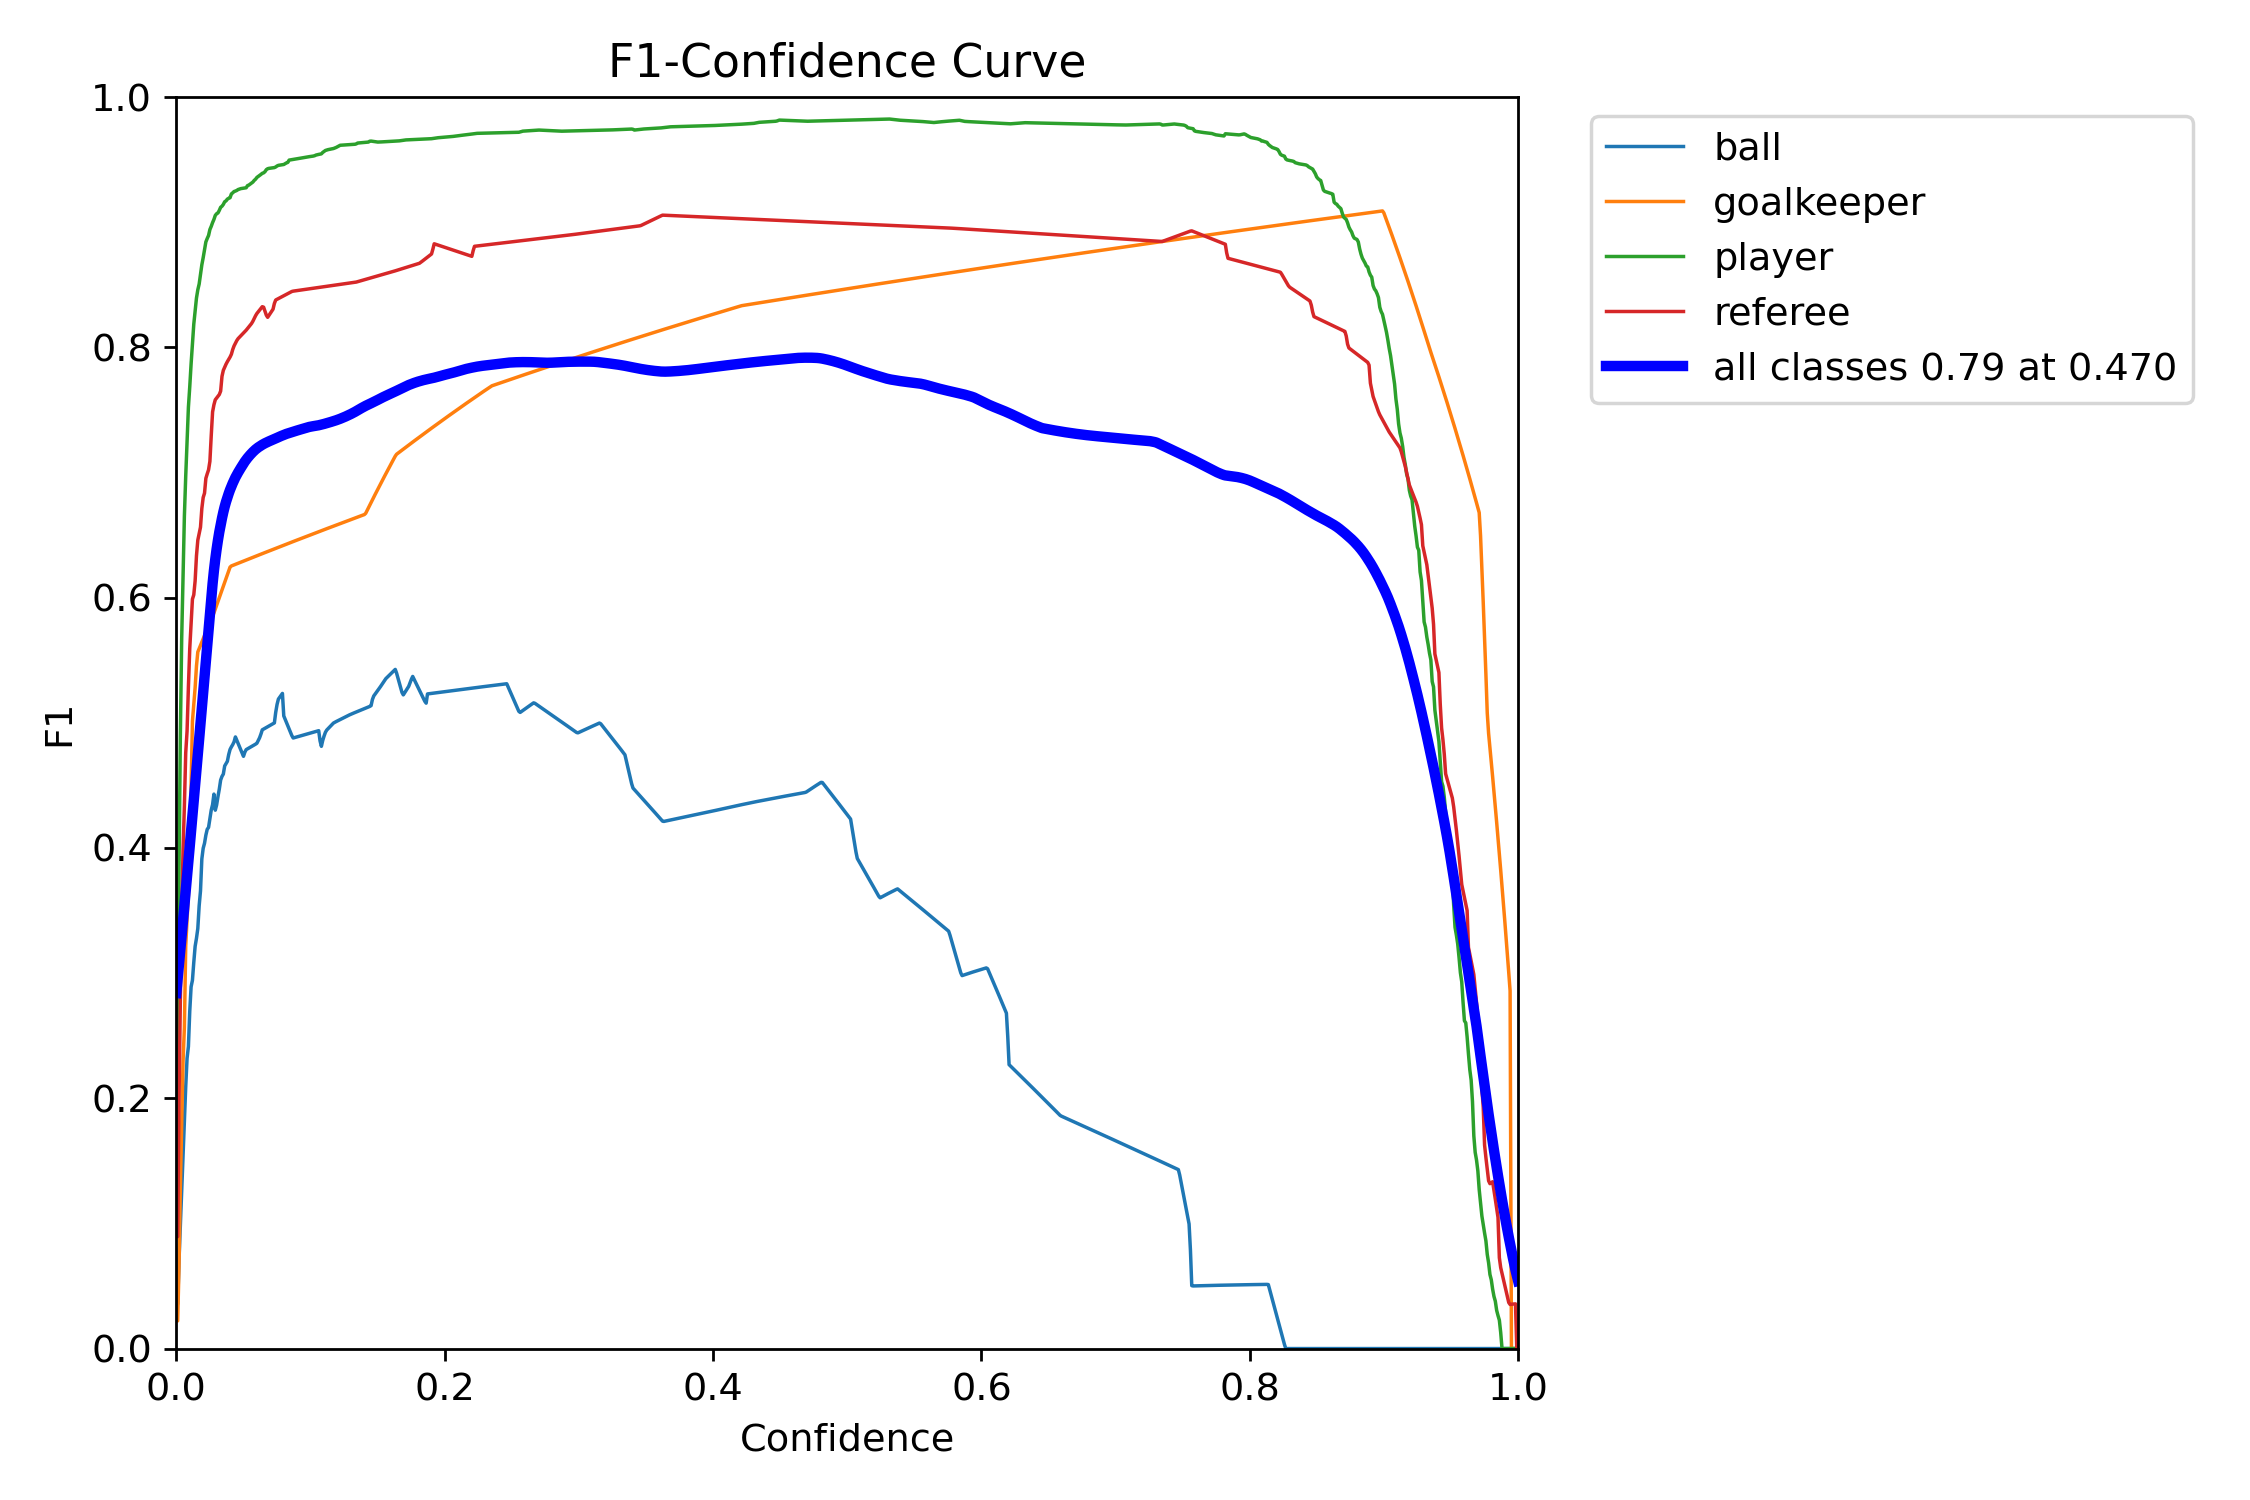 F1-Confidence Curve
1.0
0.8
0.6
0.4
0.2
0.0
F1
0.0 0.2 0.4 0.6 0.8 1.0
Confidence
ball
goalkeeper
player
referee
all classes 0.79 at 0.470